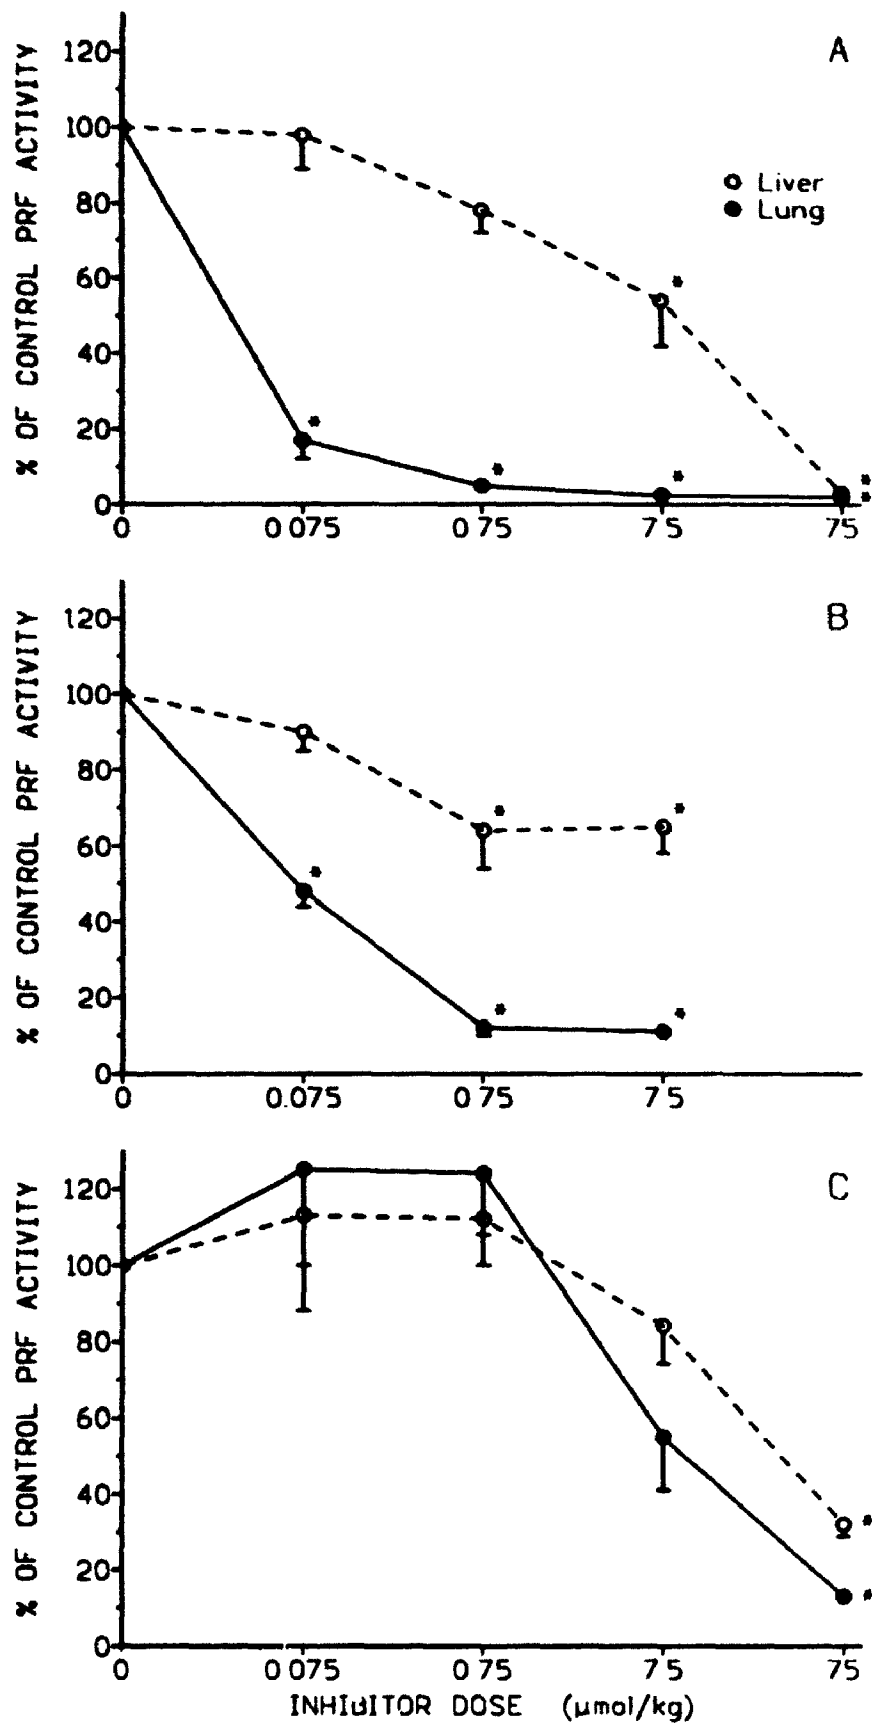 A
% OF CONTROL PRF ACTIVITY
120
100
80
60
40
20
0
Liver
Lung
*
*
*
*
*
*
0 0 075 0 75 7 5 75
B
% OF CONTROL PRF ACTIVITY
120
100
80
60
40
20
0
*
*
*
*
*
0 0.075 0 75 7 5
C
% OF CONTROL PRF ACTIVITY
120
100
80
60
40
20
0
*
*
0 0 075 0 75 7 5 75
INHIBITOR DOSE (μmol/kg)